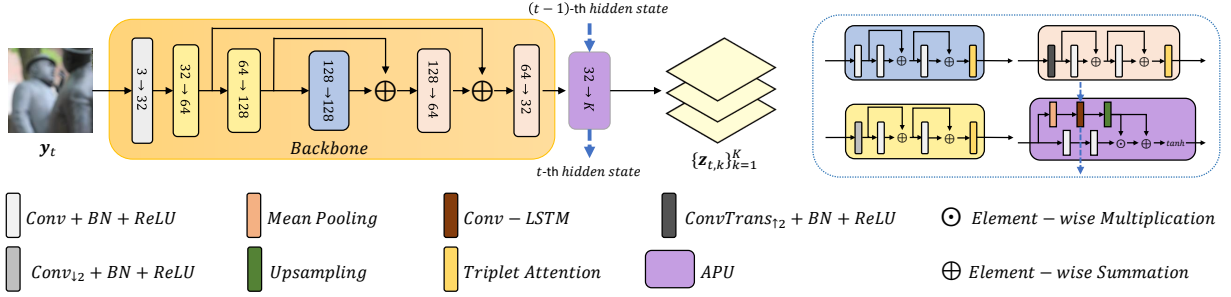 (t − 1)-th hidden state
3 → 32
32 → 64
64 → 128
128 → 128
128 → 64
64 → 32
32 → K
y_t
Backbone
t-th hidden state
{z_{t,k}}_{k=1}^{K}
tanh
Conv + BN + ReLU
Mean Pooling
Conv − LSTM
ConvTrans_{↑2} + BN + ReLU
Element − wise Multiplication
Conv_{↓2} + BN + ReLU
Upsampling
Triplet Attention
APU
Element − wise Summation